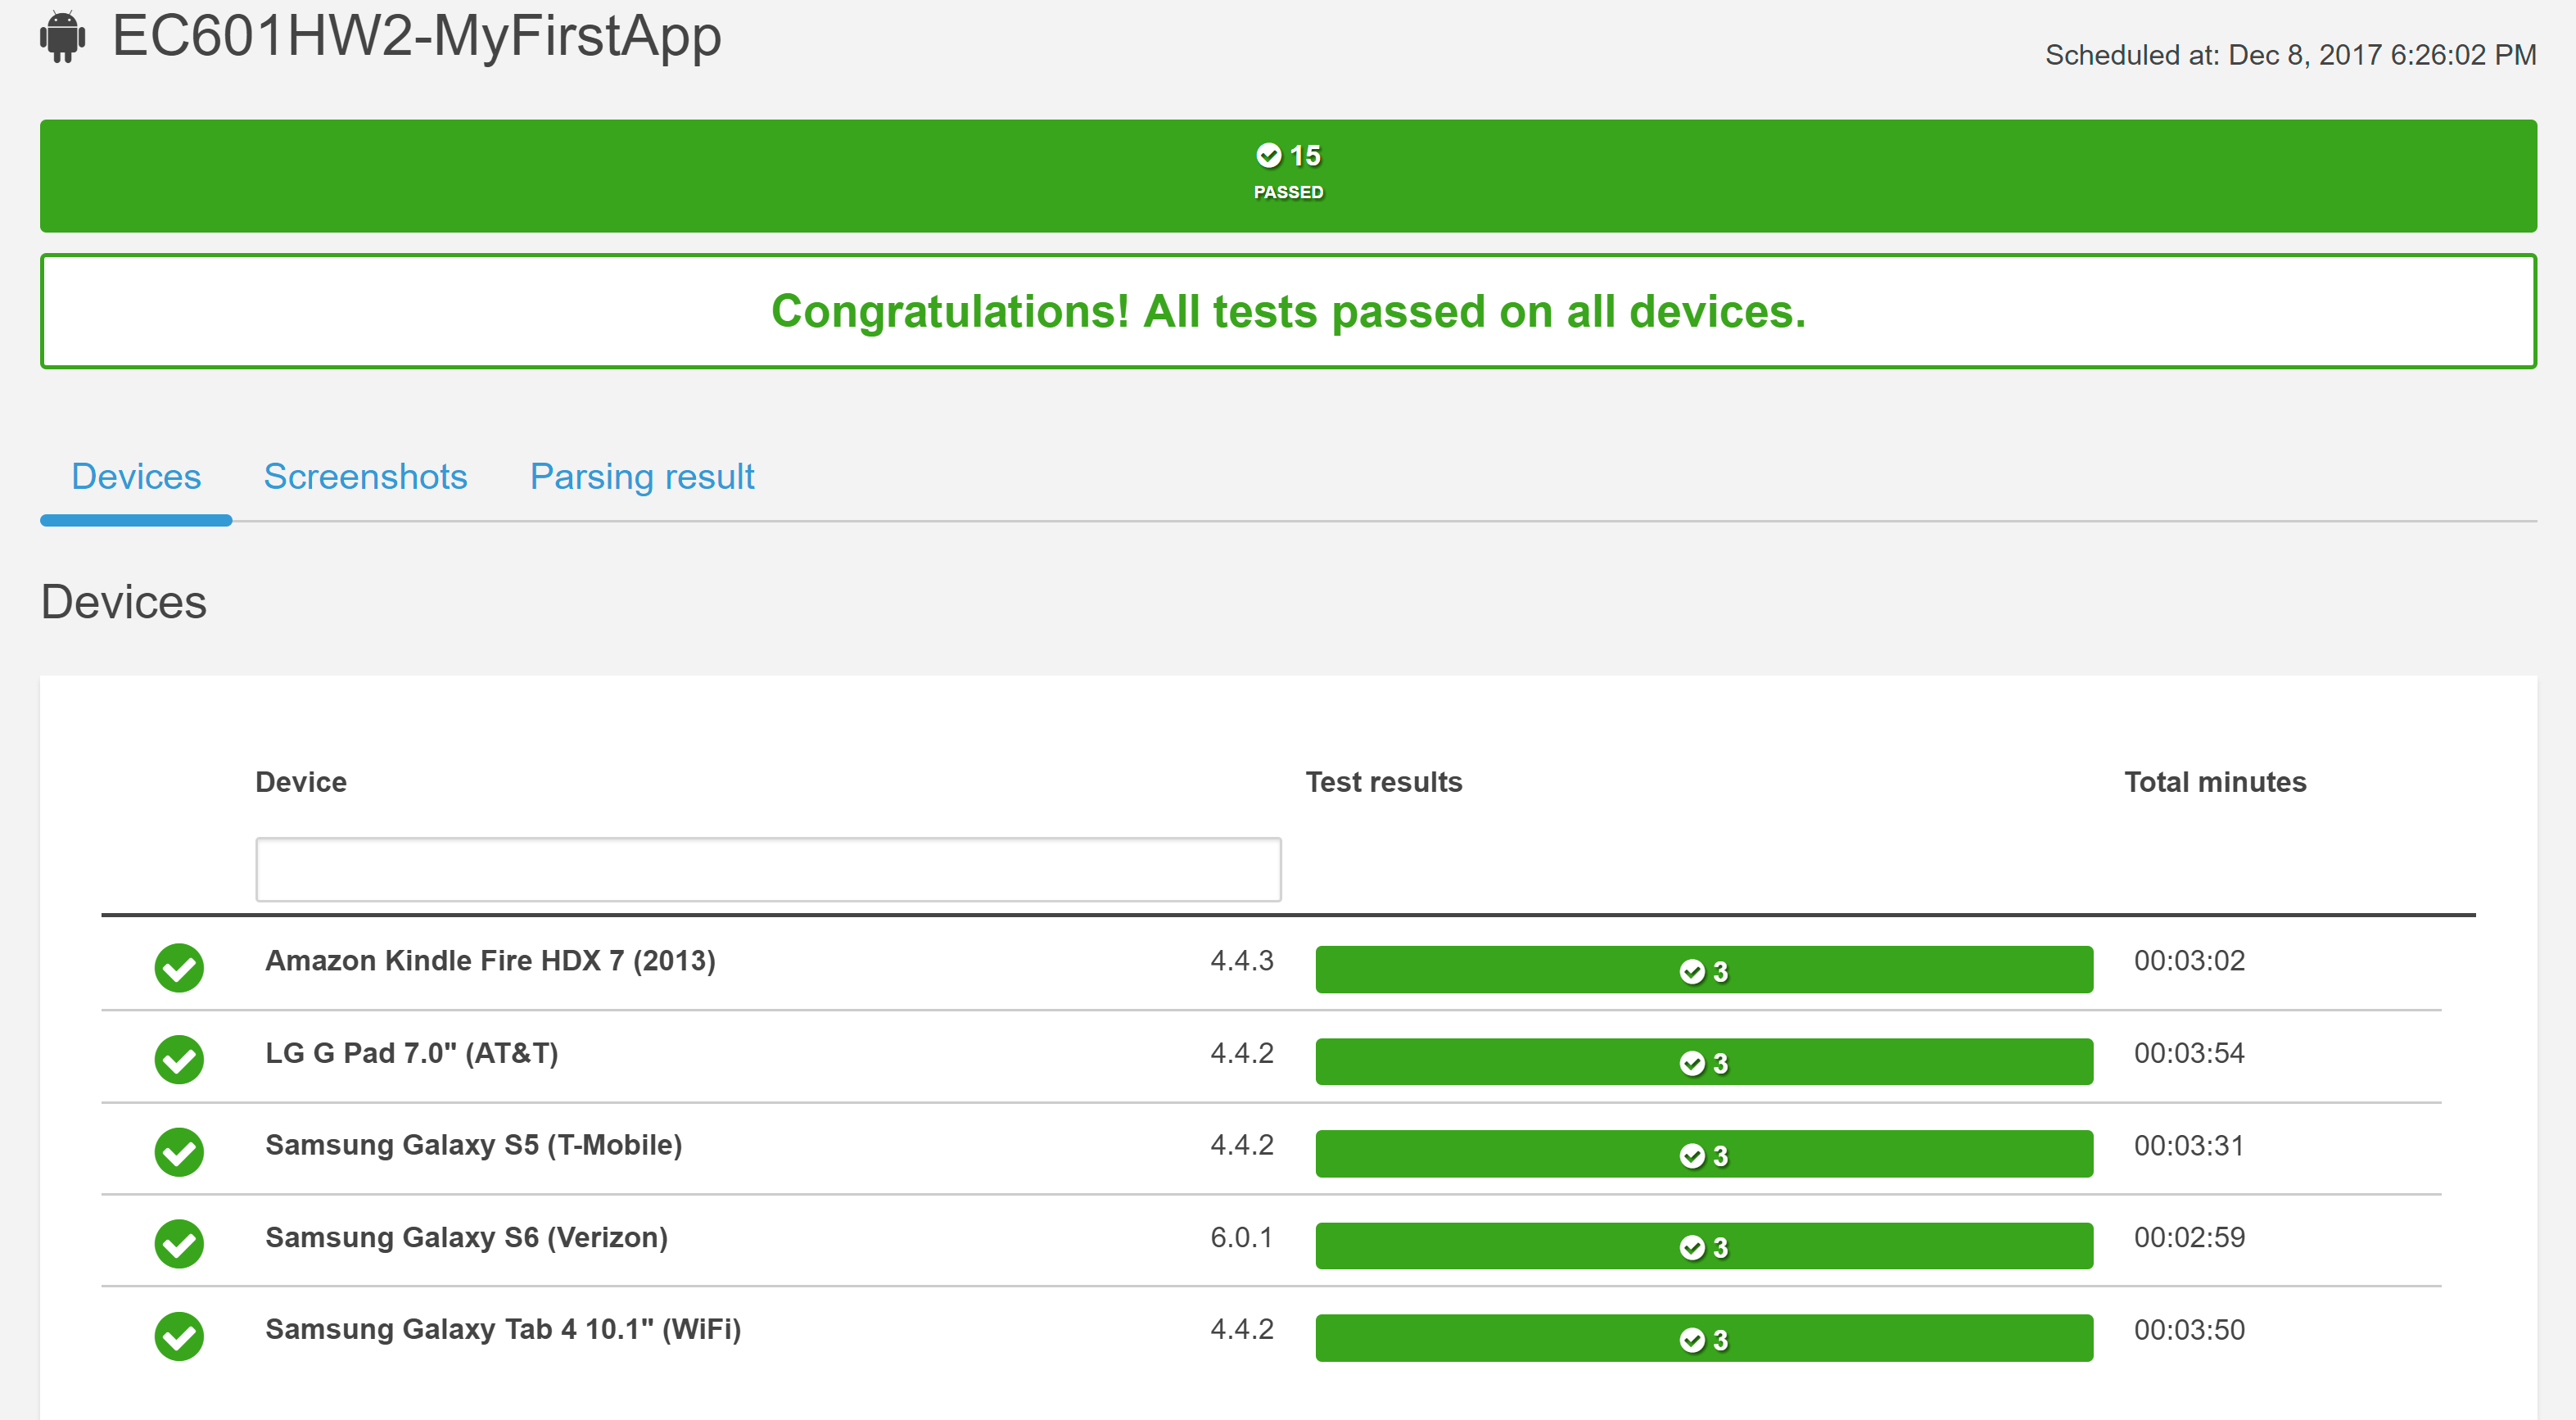 EC601HW2-MyFirstApp
Scheduled at: Dec 8, 2017 6:26:02 PM
15
PASSED
Congratulations! All tests passed on all devices.
Devices Screenshots Parsing result
Devices
Device Test results Total minutes
Amazon Kindle Fire HDX 7 (2013) 4.4.3 3 00:03:02
LG G Pad 7.0" (AT&T) 4.4.2 3 00:03:54
Samsung Galaxy S5 (T-Mobile) 4.4.2 3 00:03:31
Samsung Galaxy S6 (Verizon) 6.0.1 3 00:02:59
Samsung Galaxy Tab 4 10.1" (WiFi) 4.4.2 3 00:03:50